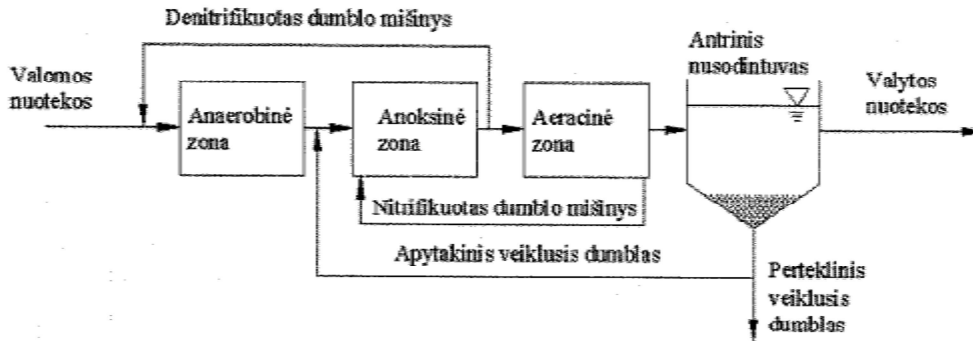 Denitrifikuotas dumblo mišinys
Valomos
nuotekos
Anaerobinė
zona
Anoksinė
zona
Aeracinė
zona
Antrinis
nusodintuvas
Valytos
nuotekos
Nitrifikuotas dumblo mišinys
Apytakinis veiklusis dumblas
Perteklinis
veiklusis
dumblas